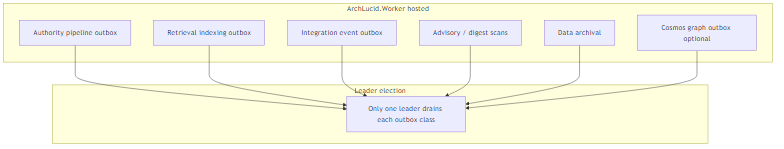 ArchLucid.Worker hosted
Authority pipeline outbox
Retrieval indexing outbox
Integration event outbox
Advisory / digest scans
Data archival
Cosmos graph outbox
optional
Leader election
Only one leader drains
each outbox class